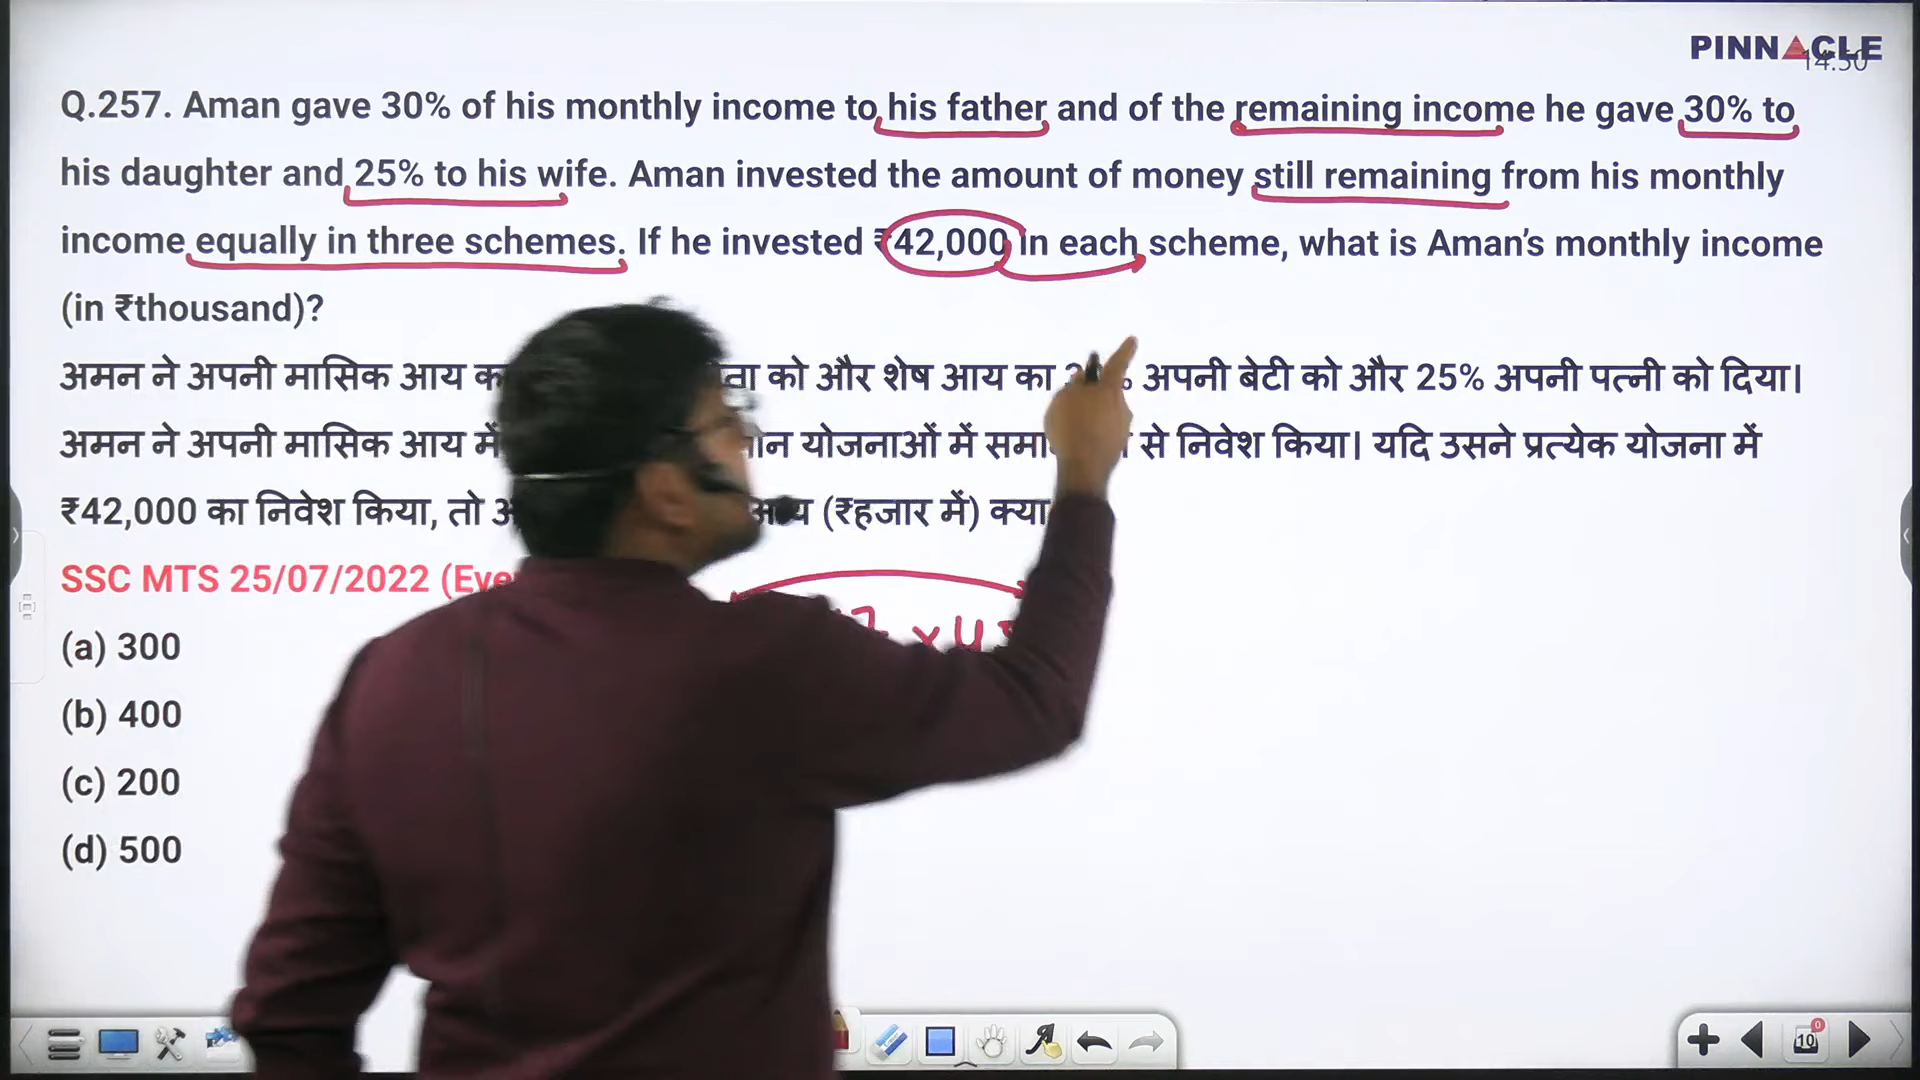 PINNACLE
14:50
Q.257. Aman gave 30% of his monthly income to his father and of the remaining income he gave 30% to
his daughter and 25% to his wife. Aman invested the amount of money still remaining from his monthly
income equally in three schemes. If he invested ₹42,000 in each scheme, what is Aman’s monthly income
(in ₹thousand)?
अमन ने अपनी मासिक आय को और शेष आय का % अपनी बेटी को और 25% अपनी पत्नी को दिया।
अमन ने अपनी मासिक आय में योजनाओं में से निवेश किया। यदि उसने प्रत्येक योजना में
₹42,000 का निवेश किया, तो (₹हजार में) क्या
SSC MTS 25/07/2022
(a) 300
(b) 400
(c) 200
(d) 500
10
0